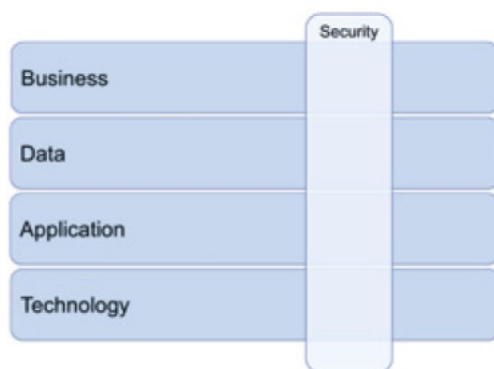 Security
Business
Data
Application
Technology